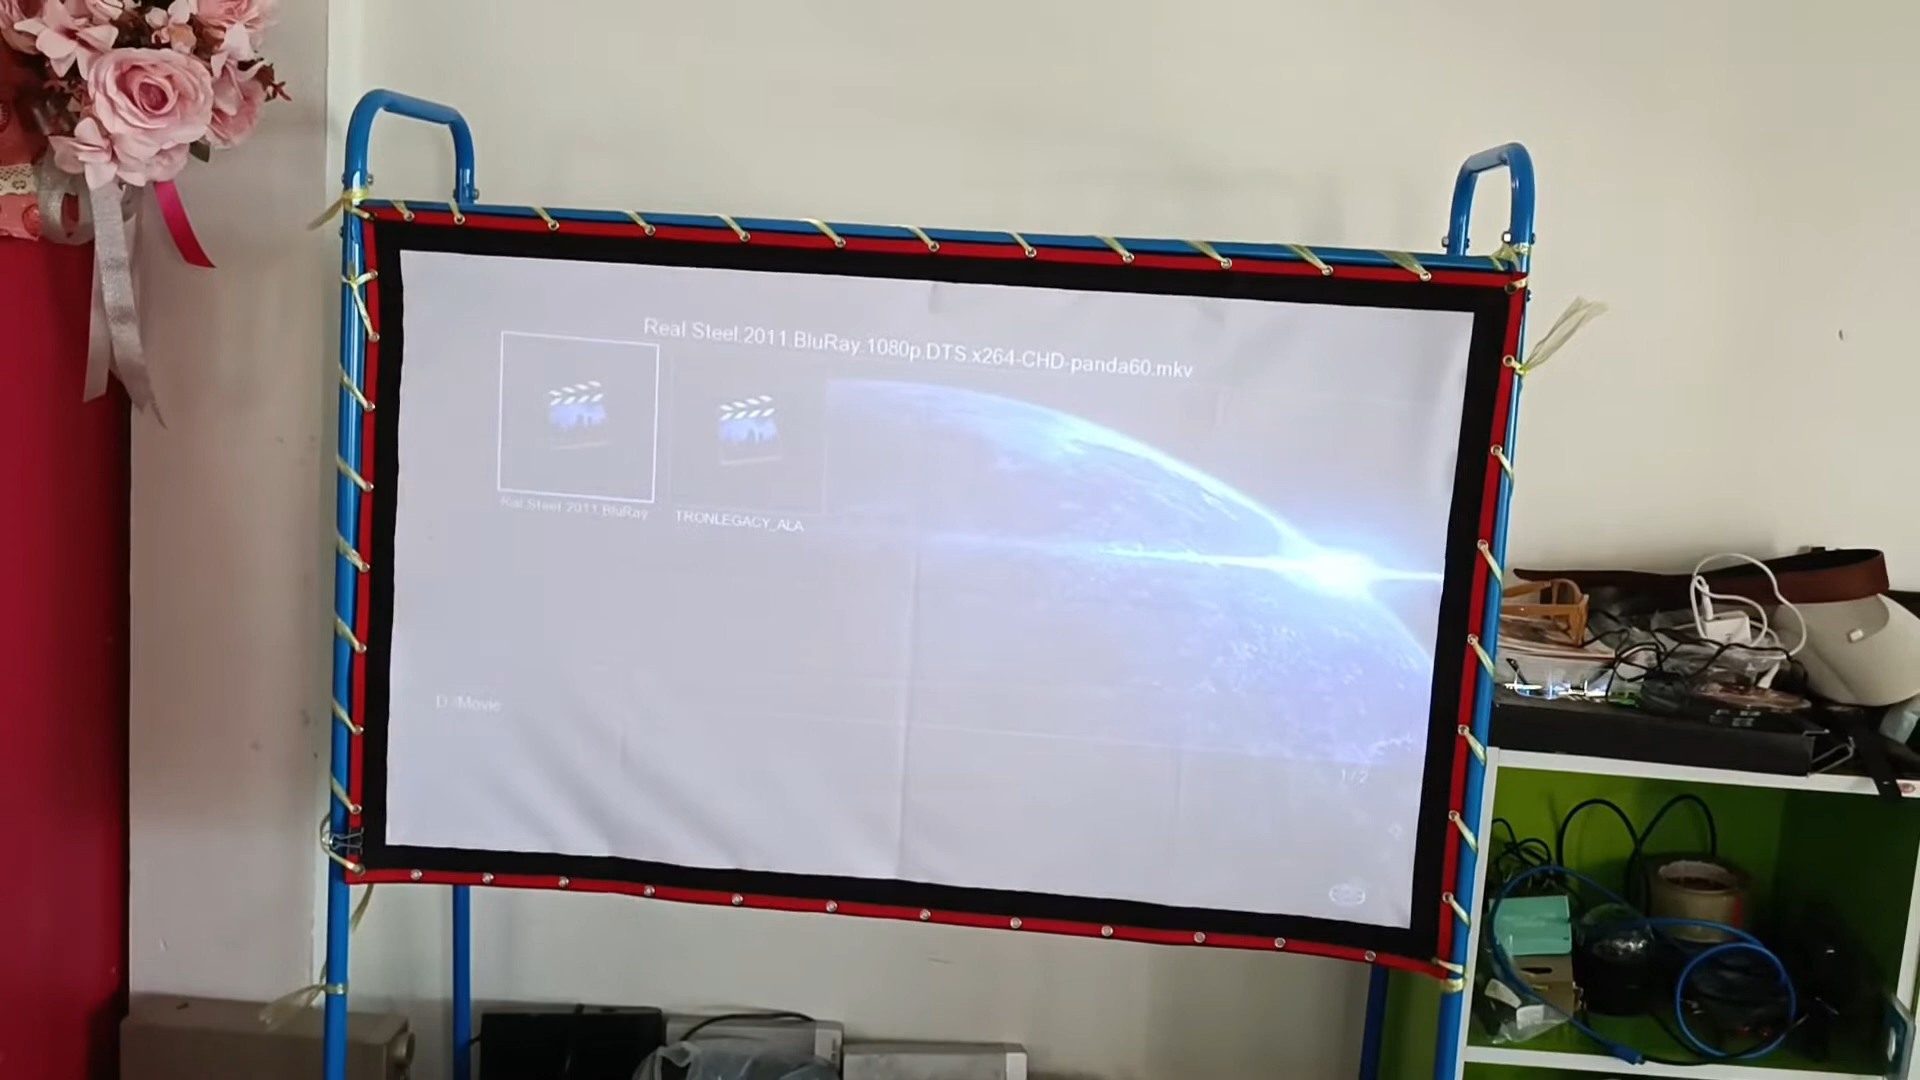 Real Steel.2011.BluRay.1080p.DTS.x264-CHD-panda60.mkv
Real Steel 2011 BluRay
TRONLEGACY_ALA
D:\Movie
1 / 2